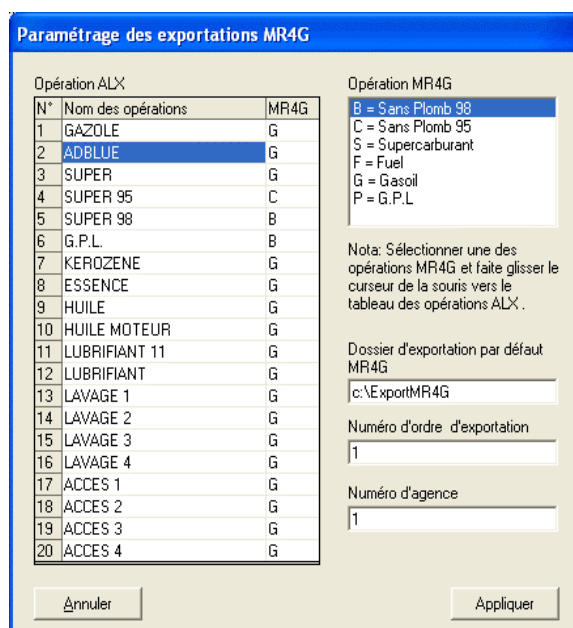 Paramétrage des exportations MR4G
Opération ALX
N° Nom des opérations MR4G
1 GAZOLE G
2 ADBLUE G
3 SUPER G
4 SUPER 95 C
5 SUPER 98 B
6 G.P.L. B
7 KEROZENE G
8 ESSENCE G
9 HUILE G
10 HUILE MOTEUR G
11 LUBRIFIANT 11 G
12 LUBRIFIANT G
13 LAVAGE 1 G
14 LAVAGE 2 G
15 LAVAGE 3 G
16 LAVAGE 4 G
17 ACCES 1 G
18 ACCES 2 G
19 ACCES 3 G
20 ACCES 4 G
Opération MR4G
B = Sans Plomb 98
C = Sans Plomb 95
S = Supercarburant
F = Fuel
G = Gasoil
P = G.P.L
Nota: Sélectionner une des
opérations MR4G et faite glisser le
curseur de la souris vers le
tableau des opérations ALX .
Dossier d'exportation par défaut
MR4G
c:\ExportMR4G
Numéro d'ordre d'exportation
1
Numéro d'agence
1
Annuler
Appliquer